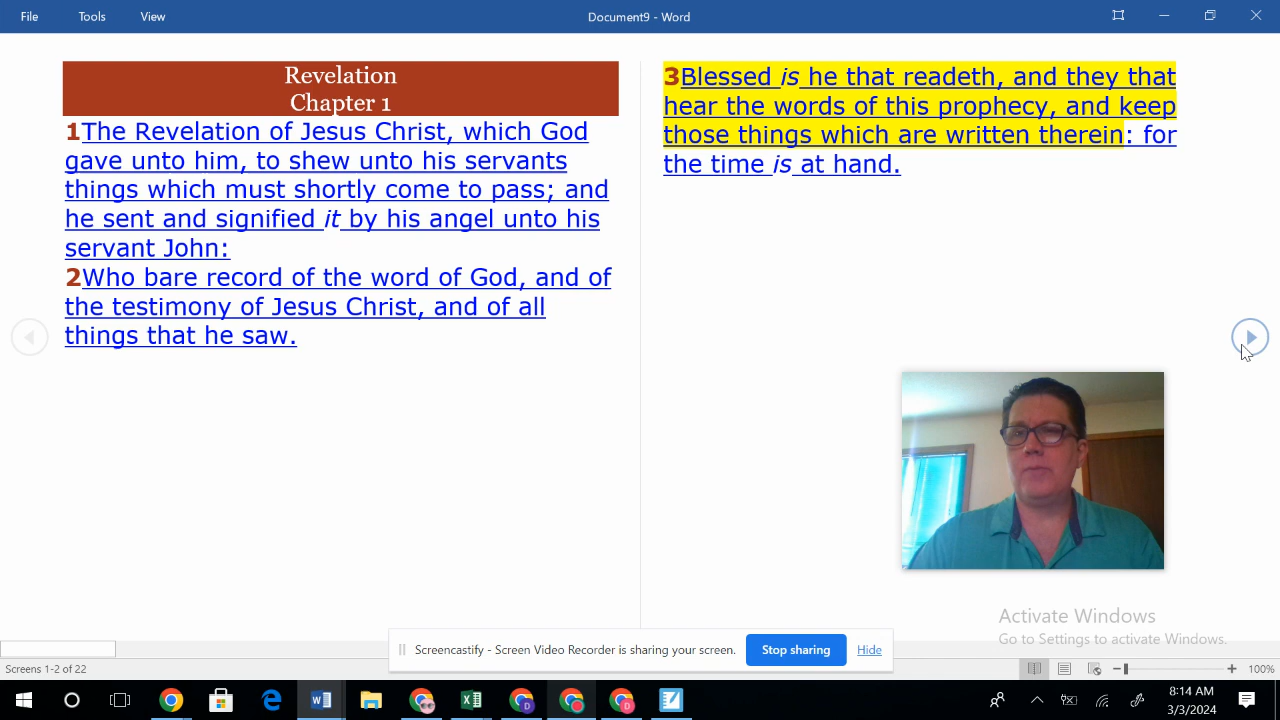 File Tools View Document9 - Word
Revelation
Chapter 1
1The Revelation of Jesus Christ, which God
gave unto him, to shew unto his servants
things which must shortly come to pass; and
he sent and signified it by his angel unto his
servant John:
2Who bare record of the word of God, and of
the testimony of Jesus Christ, and of all
things that he saw.
3Blessed is he that readeth, and they that
hear the words of this prophecy, and keep
those things which are written therein: for
the time is at hand.
Activate Windows
Go to Settings to activate Windows.
Screencastify - Screen Video Recorder is sharing your screen. Stop sharing Hide
Screens 1-2 of 22 100%
8:14 AM
3/3/2024